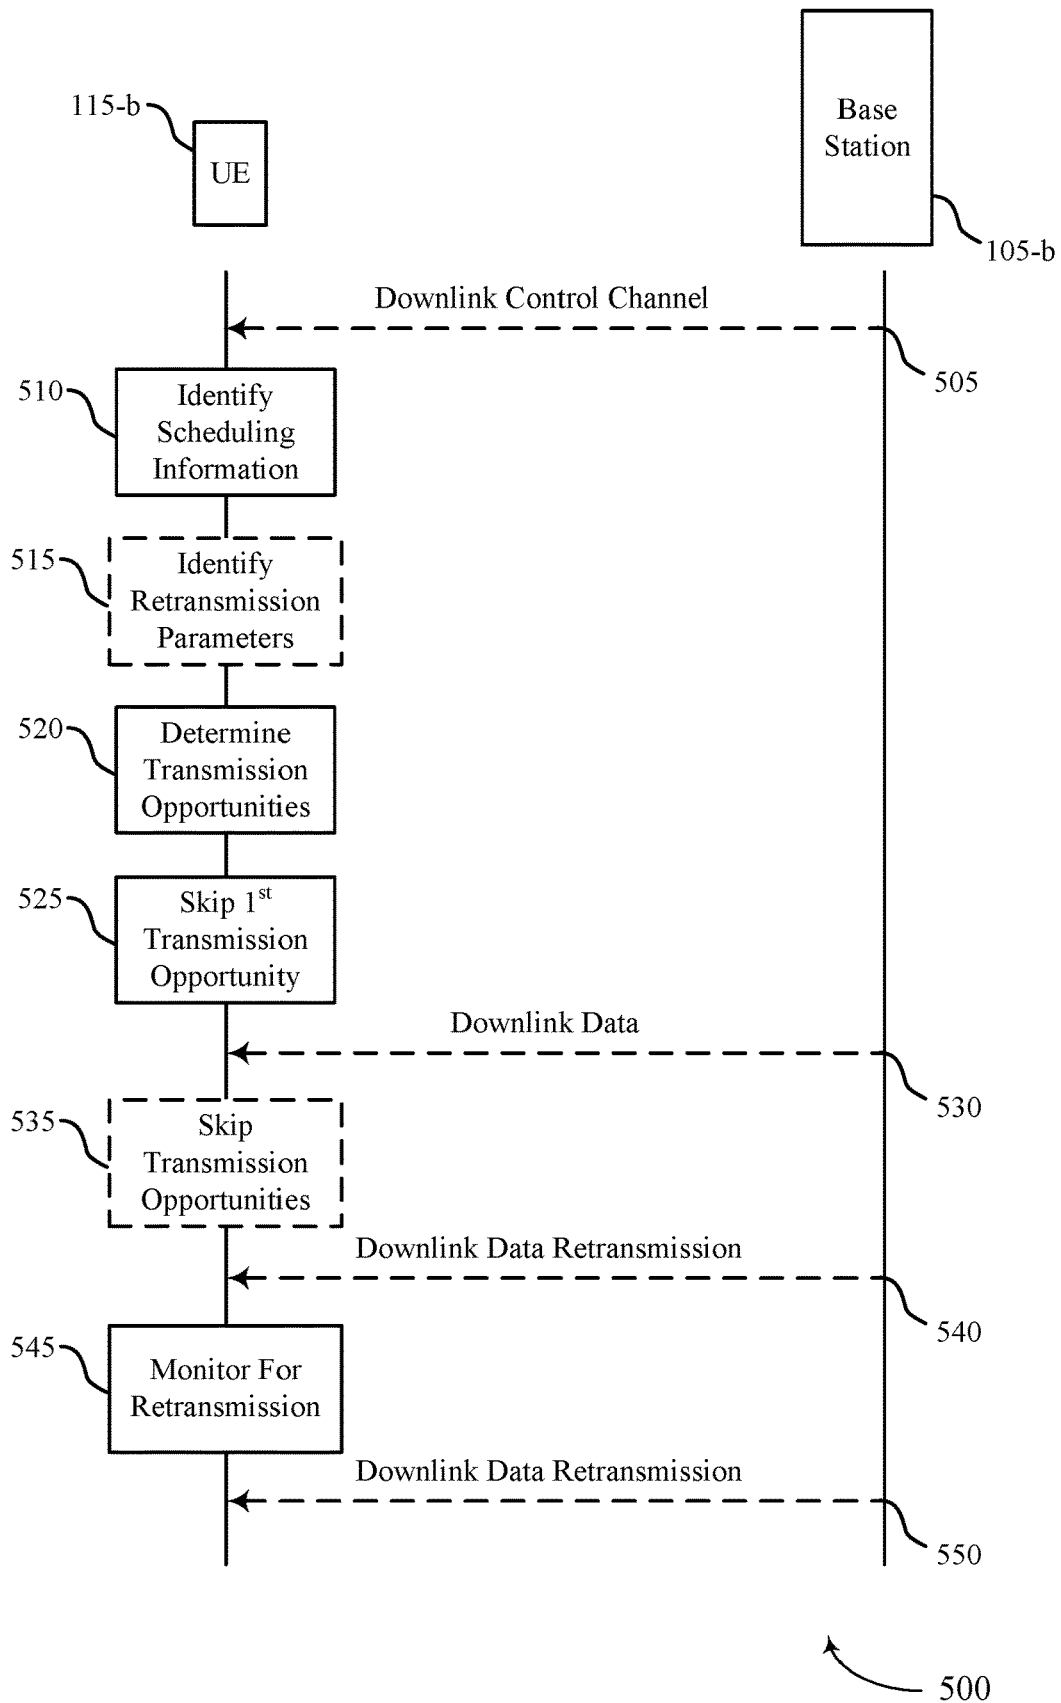 115-b
UE
Base
Station
105-b
Downlink Control Channel
505
510
Identify
Scheduling
Information
515
Identify
Retransmission
Parameters
520
Determine
Transmission
Opportunities
525
Skip 1st
Transmission
Opportunity
Downlink Data
530
535
Skip
Transmission
Opportunities
Downlink Data Retransmission
540
545
Monitor For
Retransmission
Downlink Data Retransmission
550
500